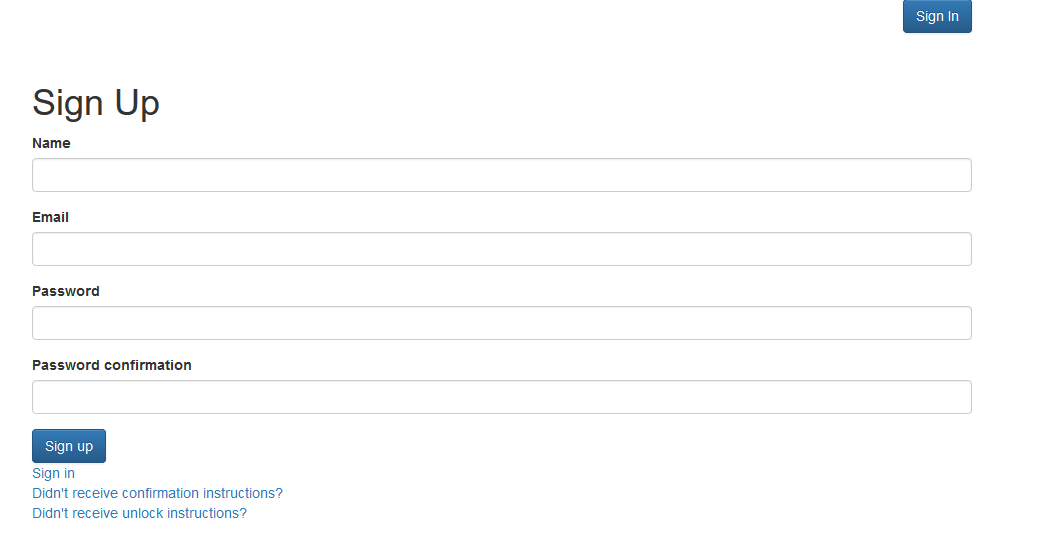 Sign In
Sign Up
Name
Email
Password
Password confirmation
Sign up
Sign in
Didn't receive confirmation instructions?
Didn't receive unlock instructions?